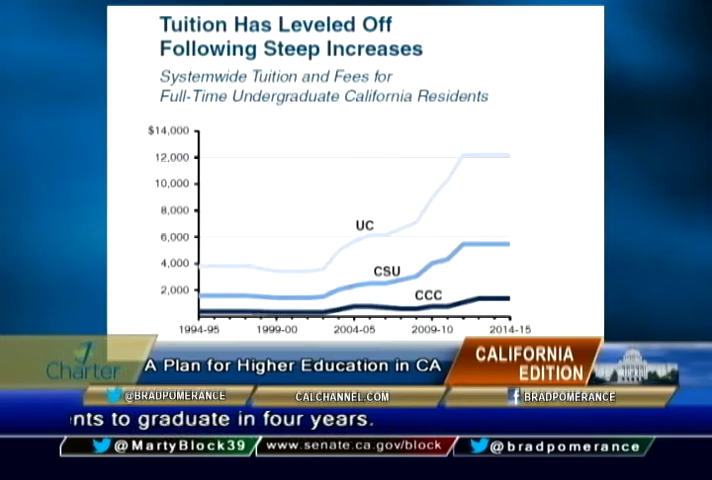 Tuition Has Leveled Off
Following Steep Increases
Systemwide Tuition and Fees for
Full-Time Undergraduate California Residents
$14,000
12,000
10,000
8,000
6,000
4,000
2,000
UC
CSU
CCC
1994-95 1999-00 2004-05 2009-10 2014-15
Charter
A Plan for Higher Education in CA
CALIFORNIA
EDITION
@BRADPOMERANCE CALCHANNEL.COM BRADPOMERANCE
nts to graduate in four years.
@MartyBlock39 www.senate.ca.gov/block @bradpomerance